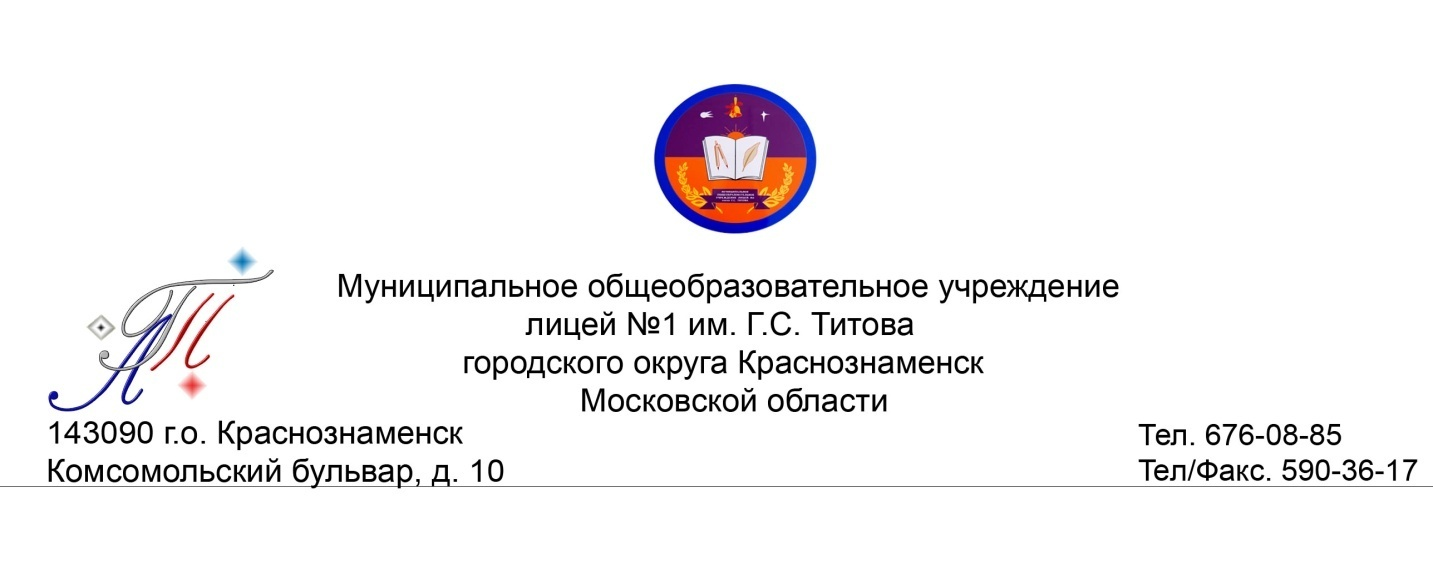 Муниципальное общеобразовательное учреждение
лицей №1 им. Г.С. Титова
городского округа Краснознаменск
Московской области
143090 г.о. Краснознаменск
Комсомольский бульвар, д. 10
Тел. 676-08-85
Тел/Факс. 590-36-17